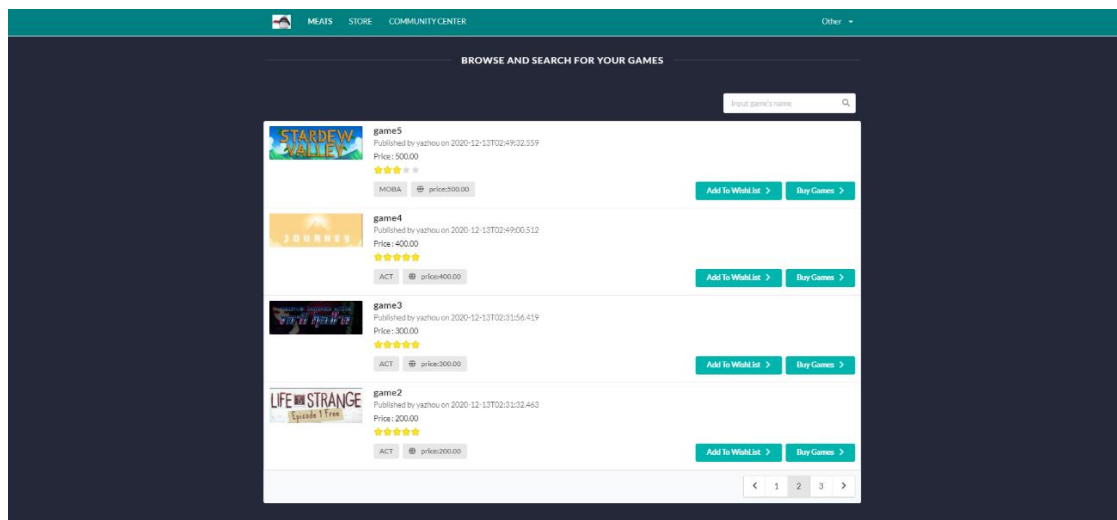 MEATS STORE COMMUNITY CENTER Other
BROWSE AND SEARCH FOR YOUR GAMES
Input game's name
STARDEW
VALLEY
game5
Published by yazhou on 2020-12-13T02:49:32.559
Price : 500.00
MOBA price:500.00
Add To WishList Buy Games
JOURNEY
game4
Published by yazhou on 2020-12-13T02:49:00.512
Price : 400.00
ACT price:400.00
Add To WishList Buy Games
game3
Published by yazhou on 2020-12-13T02:31:56.419
Price : 300.00
ACT price:300.00
Add To WishList Buy Games
LIFE IS STRANGE
Episode 1 Free
game2
Published by yazhou on 2020-12-13T02:31:32.463
Price : 200.00
ACT price:200.00
Add To WishList Buy Games
1 2 3